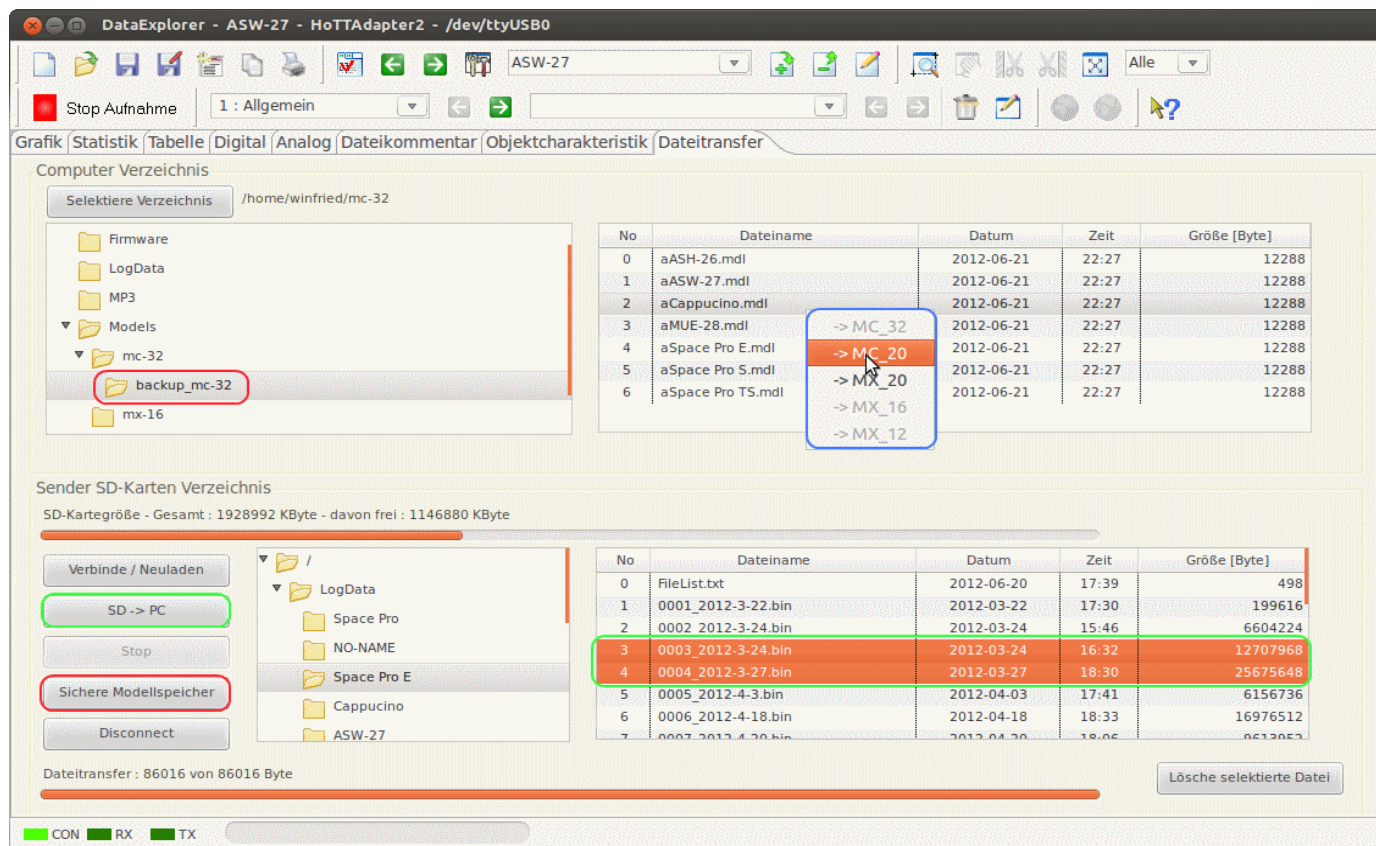 DataExplorer - ASW-27 - HoTTAdapter2 - /dev/ttyUSB0
ASW-27
Alle
Stop Aufnahme
1 : Allgemein
Grafik Statistik Tabelle Digital Analog Dateikommentar Objektcharakteristik Dateitransfer
Computer Verzeichnis
Selektiere Verzeichnis /home/winfried/mc-32
Firmware
LogData
MP3
Models
mc-32
backup_mc-32
mx-16
No Dateiname Datum Zeit Größe [Byte]
0 aASH-26.mdl 2012-06-21 22:27 12288
1 aASW-27.mdl 2012-06-21 22:27 12288
2 aCappucino.mdl 2012-06-21 22:27 12288
3 aMUE-28.mdl 2012-06-21 22:27 12288
4 aSpace Pro E.mdl 2012-06-21 22:27 12288
5 aSpace Pro S.mdl 2012-06-21 22:27 12288
6 aSpace Pro TS.mdl 2012-06-21 22:27 12288
-> MC_32
-> MC_20
-> MX_20
-> MX_16
-> MX_12
Sender SD-Karten Verzeichnis
SD-Kartegröße - Gesamt : 1928992 KByte - davon frei : 1146880 KByte
Verbinde / Neuladen
SD -> PC
Stop
Sichere Modellspeicher
Disconnect
/
LogData
Space Pro
NO-NAME
Space Pro E
Cappucino
ASW-27
No Dateiname Datum Zeit Größe [Byte]
0 FileList.txt 2012-06-20 17:39 498
1 0001_2012-3-22.bin 2012-03-22 17:30 199616
2 0002_2012-3-24.bin 2012-03-24 15:46 6604224
3 0003_2012-3-24.bin 2012-03-24 16:32 12707968
4 0004_2012-3-27.bin 2012-03-27 18:30 25675648
5 0005_2012-4-3.bin 2012-04-03 17:41 6156736
6 0006_2012-4-18.bin 2012-04-18 18:33 16976512
7 0007_2012-4-20.bin 2012-04-20 18:06 9613952
Dateitransfer : 86016 von 86016 Byte
Lösche selektierte Datei
CON RX TX